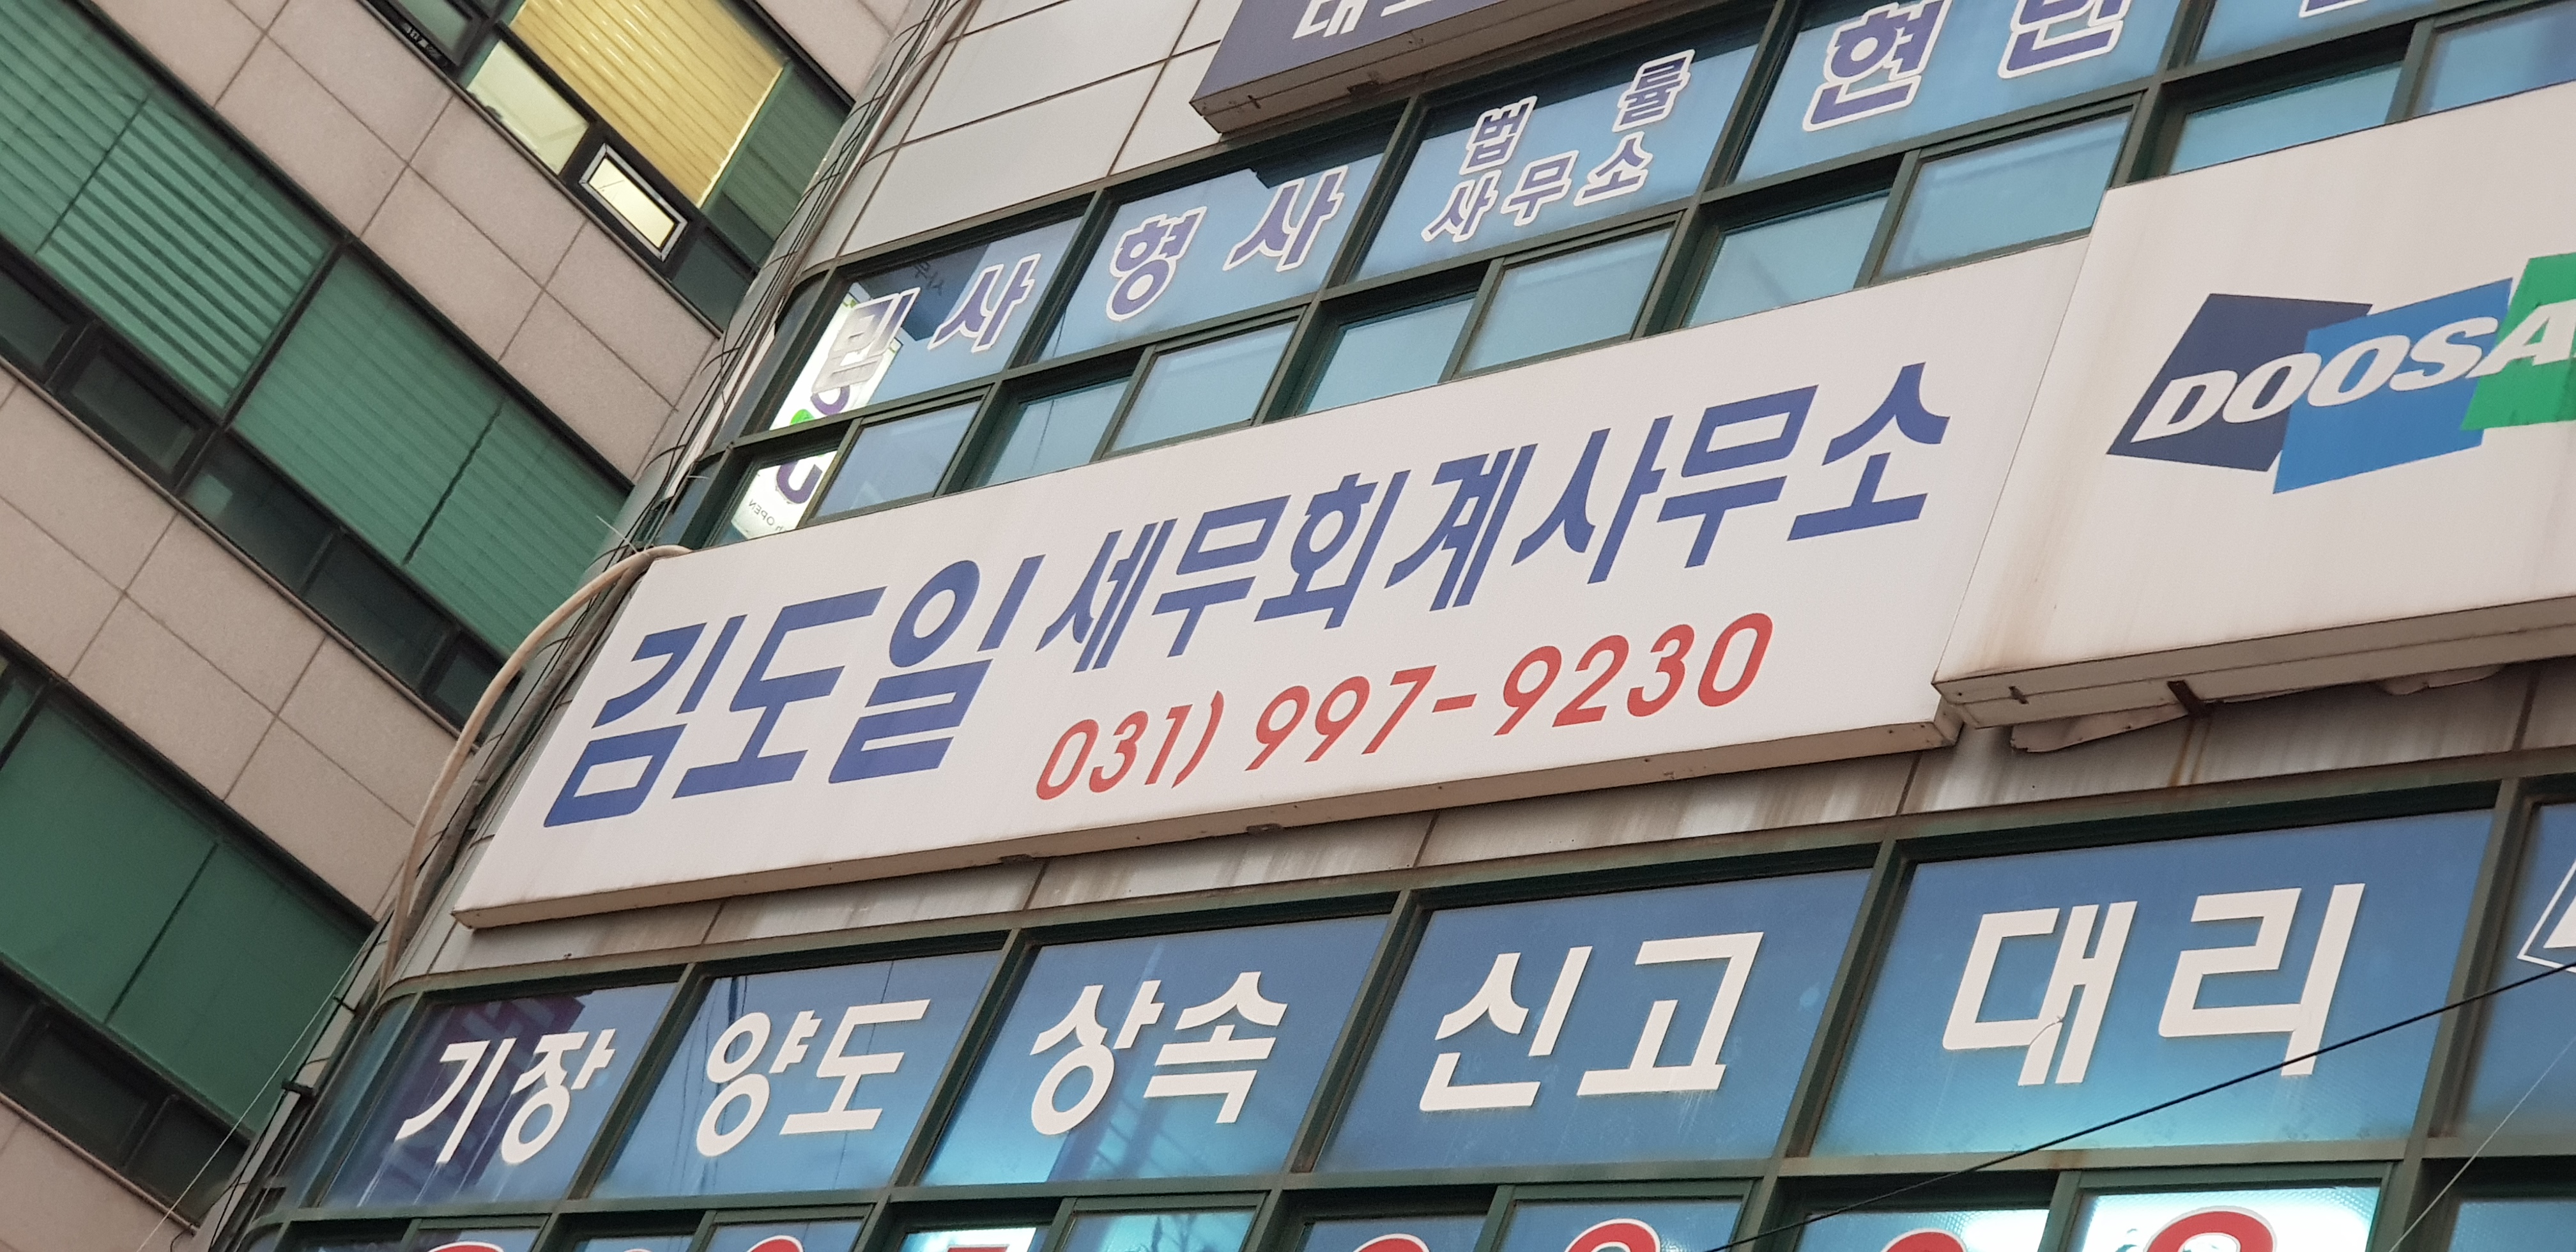 민사 형사 법률
사무소
현
김도일 세무회계사무소
031) 997-9230
DOOSA
기장 양도 상속 신고 대리